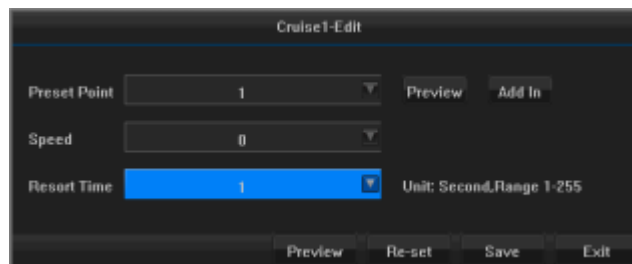 Cruise1-Edit
Preset Point 1 Preview Add In
Speed 0
Resort Time 1 Unit: Second,Range 1-255
Preview Re-set Save Exit